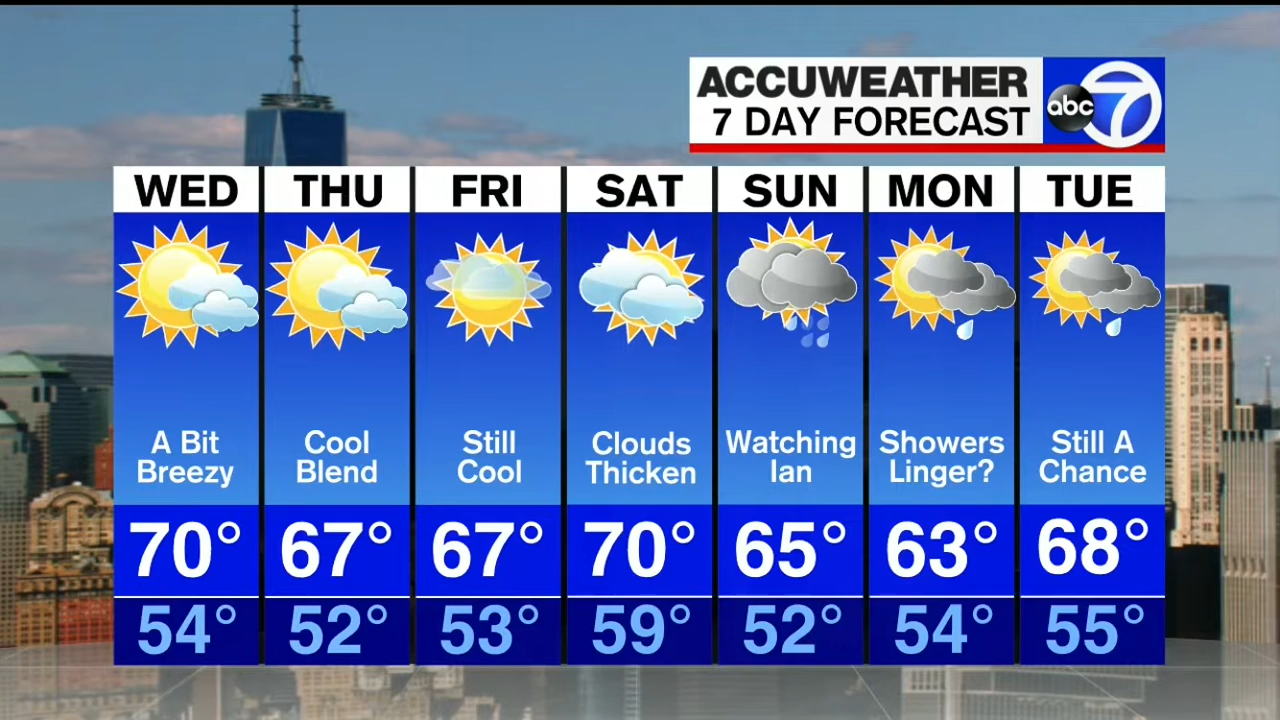 ACCUWEATHER
7 DAY FORECAST
abc 7
WED THU FRI SAT SUN MON TUE
A Bit
Breezy
Cool
Blend
Still
Cool
Clouds
Thicken
Watching
Ian
Showers
Linger?
Still A
Chance
70° 67° 67° 70° 65° 63° 68°
54° 52° 53° 59° 52° 54° 55°